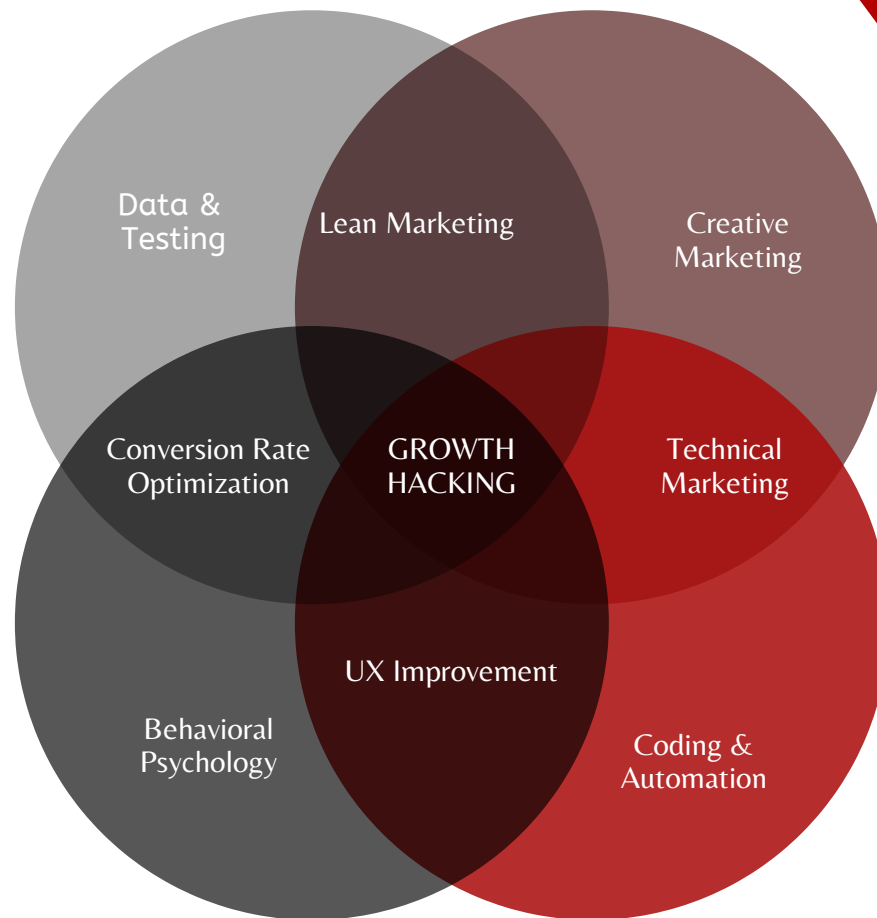 Data &
Testing
Lean Marketing
Creative
Marketing
Conversion Rate
Optimization
GROWTH
HACKING
Technical
Marketing
UX Improvement
Behavioral
Psychology
Coding &
Automation